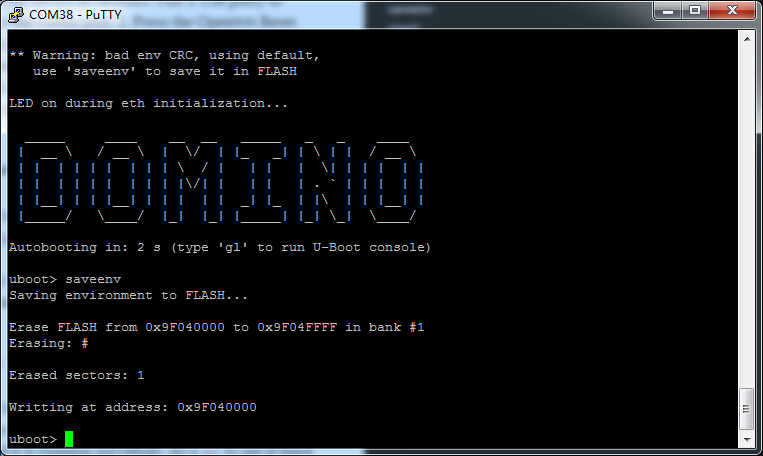 COM38 - PuTTY
** Warning: bad env CRC, using default,
use 'saveenv' to save it in FLASH
LED on during eth initialization...
DOMINO
Autobooting in: 2 s (type 'gl' to run U-Boot console)
uboot> saveenv
Saving environment to FLASH...
Erase FLASH from 0x9F040000 to 0x9F04FFFF in bank #1
Erasing: #
Erased sectors: 1
Writting at address: 0x9F040000
uboot>